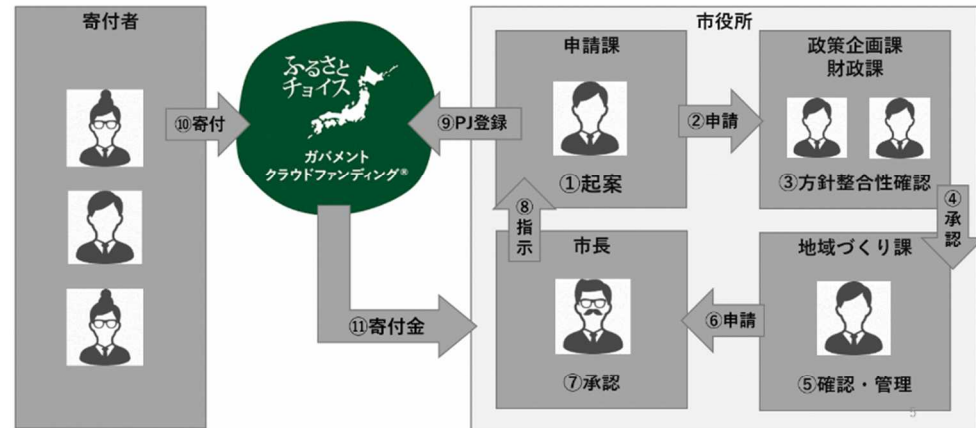 寄付者
⑩寄付
ふるさと
チョイス
ガバメント
クラウドファンディング®
⑪寄付金
市役所
申請課
①起案
②申請
政策企画課
財政課
③方針整合性確認
④承認
地域づくり課
⑤確認・管理
⑥申請
市長
⑦承認
⑧指示
⑨PJ登録
5